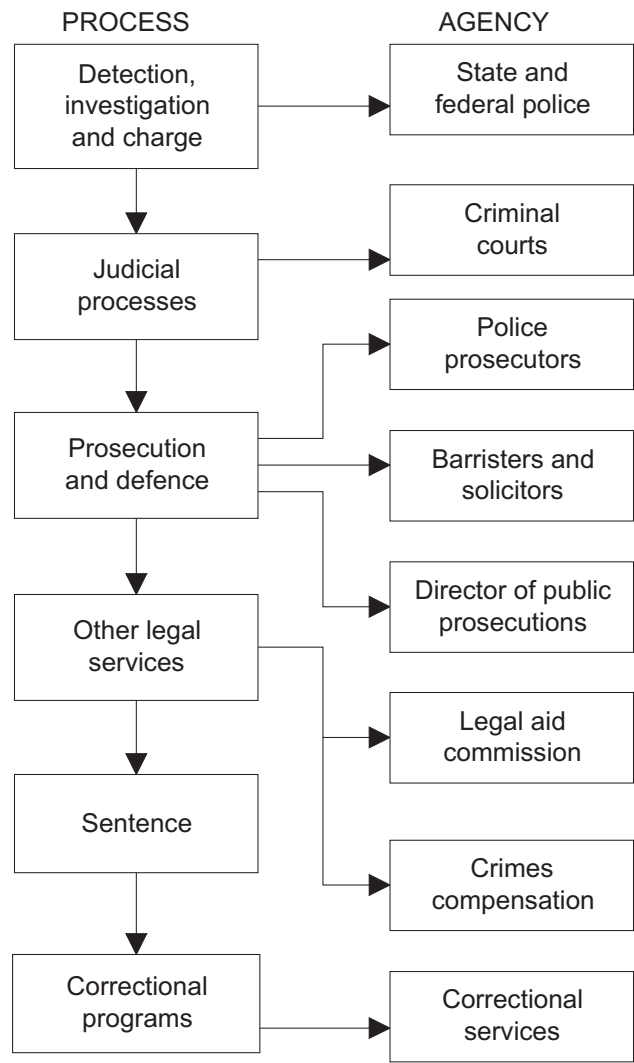 PROCESS
AGENCY
Detection,
investigation
and charge
State and
federal police
Judicial
processes
Criminal
courts
Prosecution
and defence
Police
prosecutors
Barristers and
solicitors
Director of public
prosecutions
Other legal
services
Legal aid
commission
Crimes
compensation
Sentence
Correctional
programs
Correctional
services